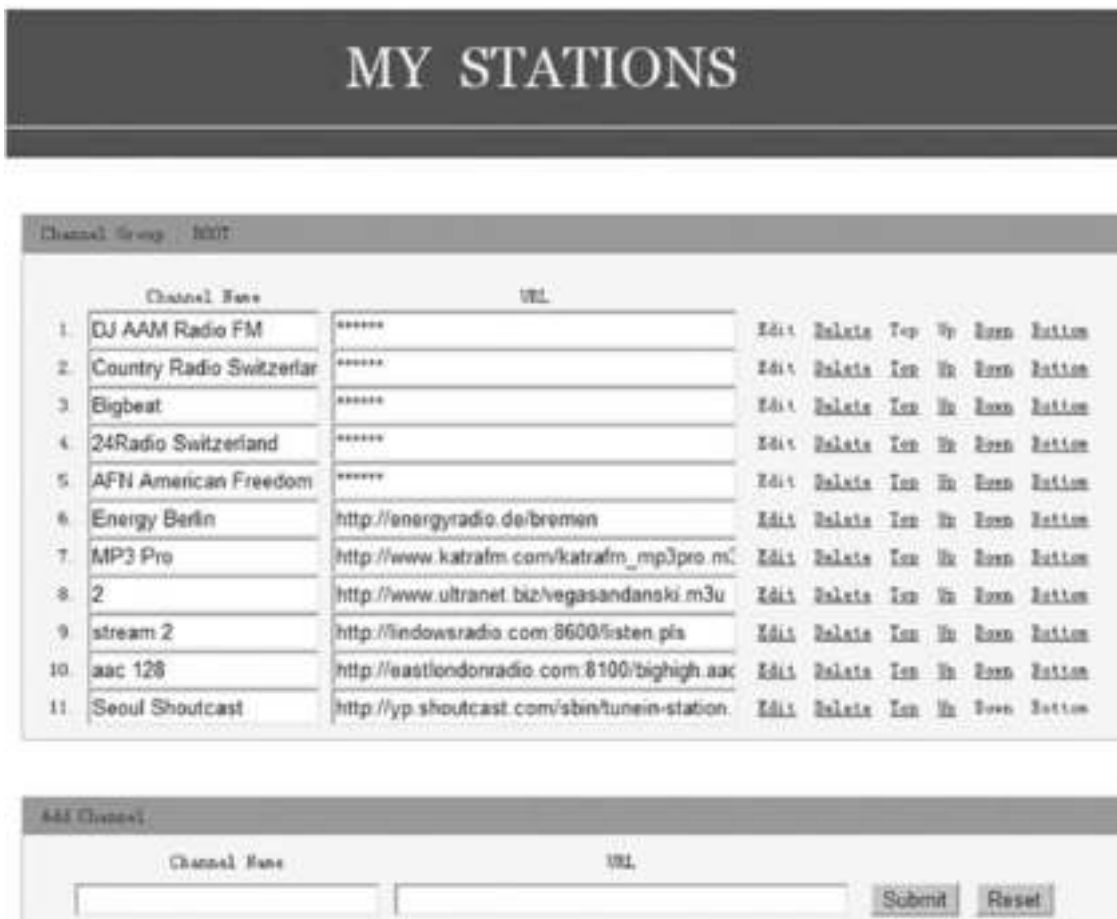 MY STATIONS
Channel Group : ROOT
Channel Name URL
1. DJ AAM Radio FM ****** Edit Delete Top Up Down Bottom
2. Country Radio Switzerlar ****** Edit Delete Top Up Down Bottom
3. Bigbeat ****** Edit Delete Top Up Down Bottom
4. 24Radio Switzerland ****** Edit Delete Top Up Down Bottom
5. AFN American Freedom ****** Edit Delete Top Up Down Bottom
6. Energy Berlin http://energyradio.de/bremen Edit Delete Top Up Down Bottom
7. MP3 Pro http://www.katrafm.com/katrafm_mp3pro.m3 Edit Delete Top Up Down Bottom
8. 2 http://www.ultranet.biz/vegasandanski.m3u Edit Delete Top Up Down Bottom
9. stream 2 http://lindowsradio.com:8600/listen.pls Edit Delete Top Up Down Bottom
10. aac 128 http://eastlondonradio.com:8100/bighigh.aac Edit Delete Top Up Down Bottom
11. Seoul Shoutcast http://yp.shoutcast.com/sbin/tunein-station. Edit Delete Top Up Down Bottom
Add Channel
Channel Name URL
Submit Reset